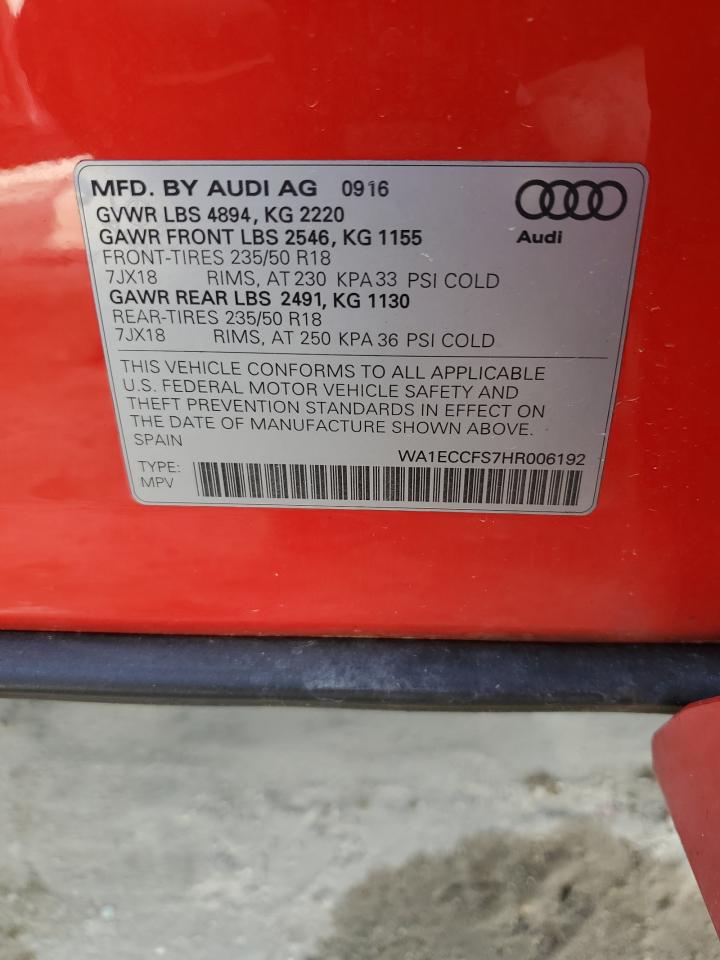 MFD. BY AUDI AG 0916
GVWR LBS 4894, KG 2220
GAWR FRONT LBS 2546, KG 1155
FRONT-TIRES 235/50 R18
7JX18 RIMS, AT 230 KPA 33 PSI COLD
GAWR REAR LBS 2491, KG 1130
REAR-TIRES 235/50 R18
7JX18 RIMS, AT 250 KPA 36 PSI COLD
Audi
THIS VEHICLE CONFORMS TO ALL APPLICABLE
U.S. FEDERAL MOTOR VEHICLE SAFETY AND
THEFT PREVENTION STANDARDS IN EFFECT ON
THE DATE OF MANUFACTURE SHOWN ABOVE.
SPAIN
WA1ECCFS7HR006192
TYPE:
MPV